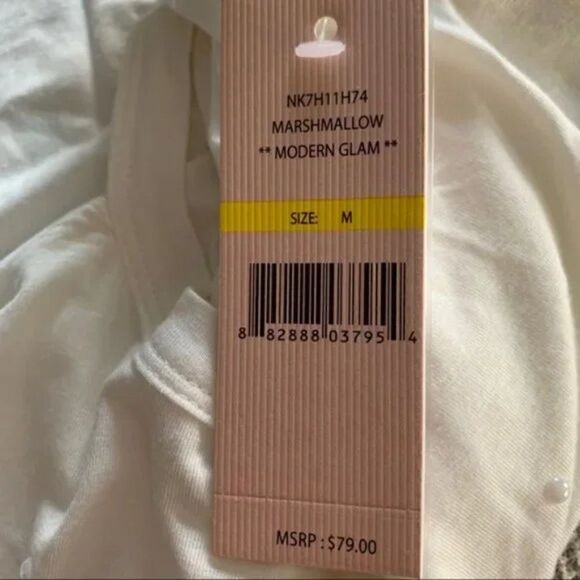 NK7H11H74
MARSHMALLOW
** MODERN GLAM **
SIZE: M
8 82888 03795 4
MSRP : $79.00